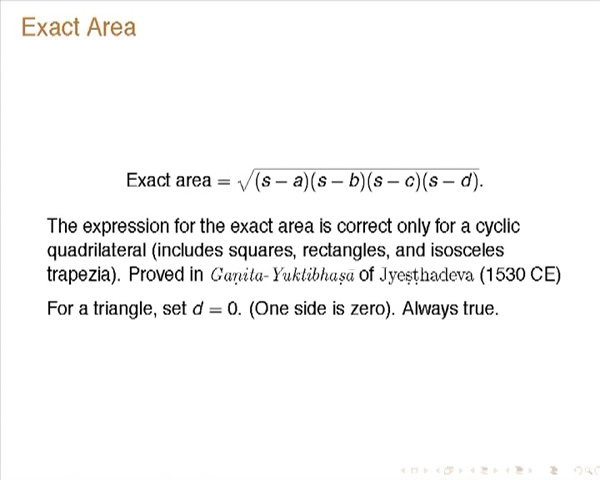 Exact Area
Exact area = √(s − a)(s − b)(s − c)(s − d).
The expression for the exact area is correct only for a cyclic
quadrilateral (includes squares, rectangles, and isosceles
trapezia). Proved in Gaṇita-Yuktibhaṣā of Jyeṣṭhadeva (1530 CE)
For a triangle, set d = 0. (One side is zero). Always true.